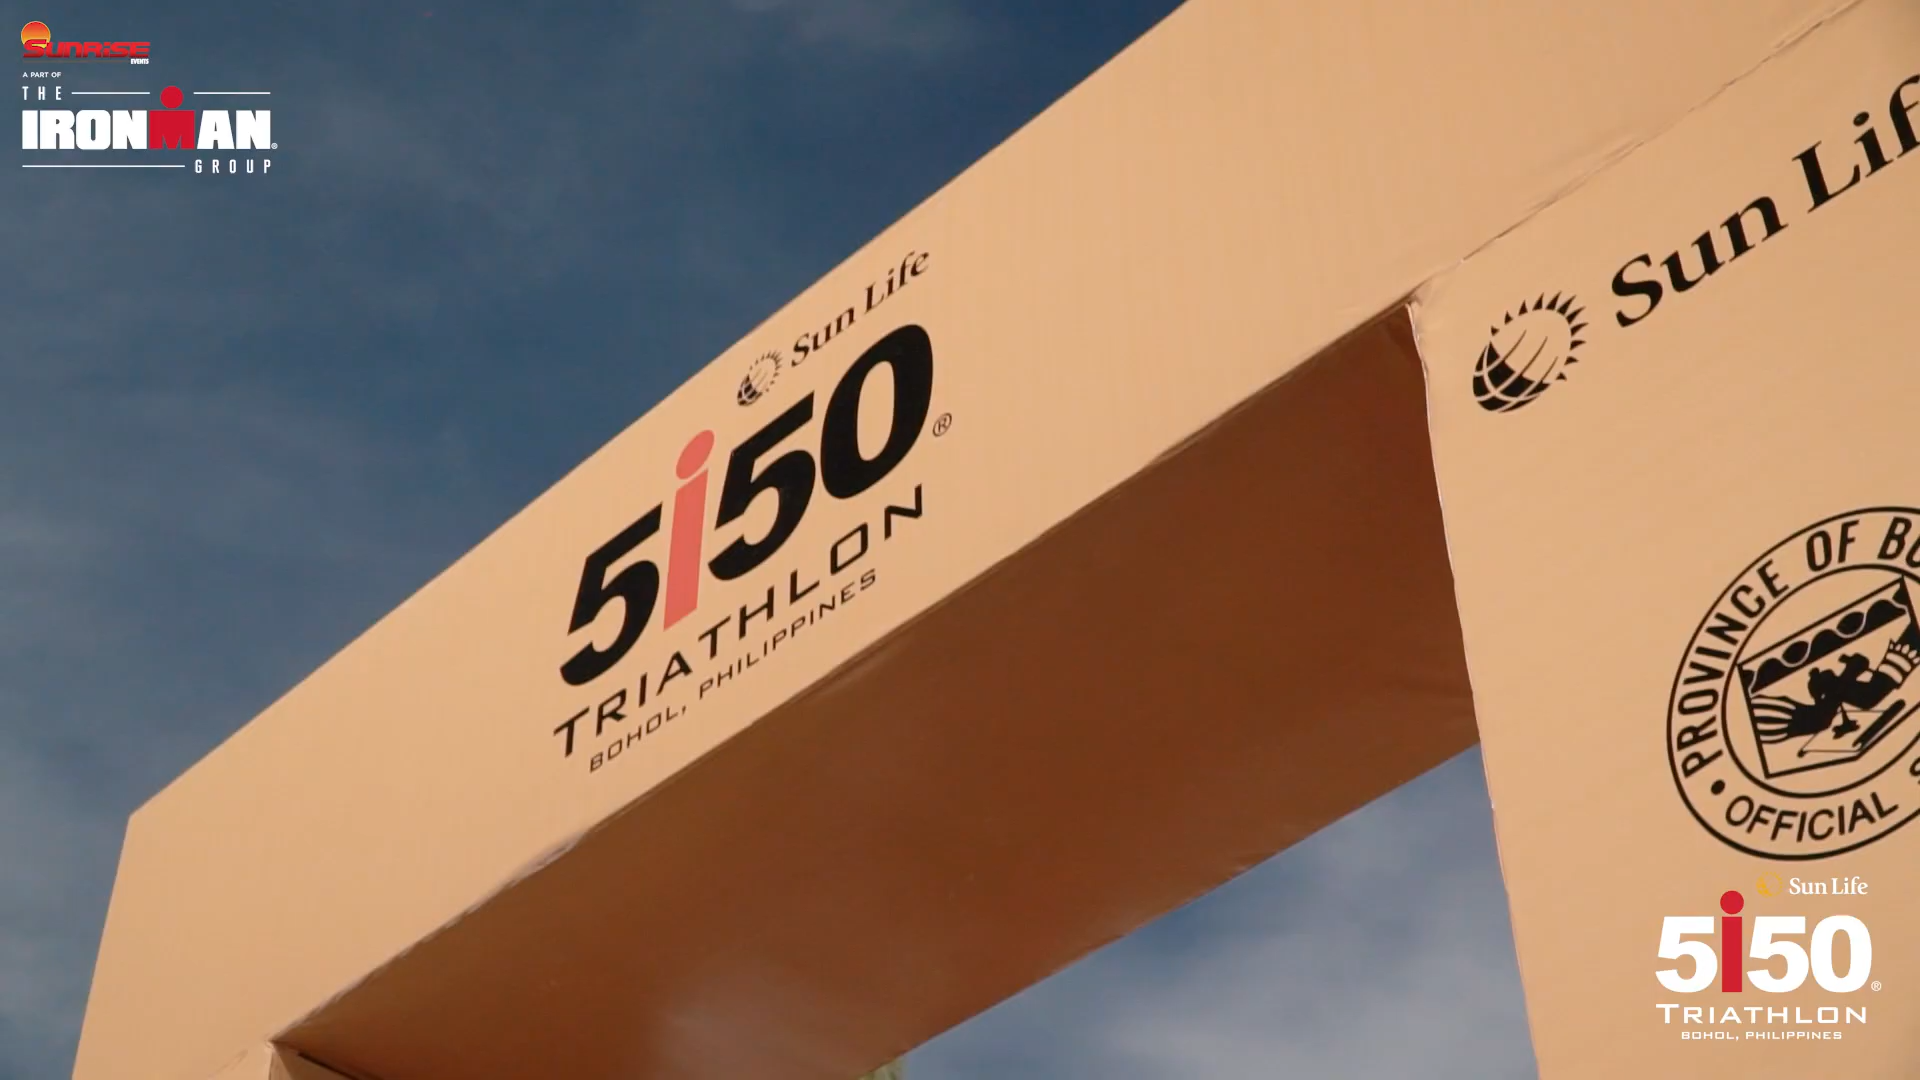 SUNRISE
EVENTS
A PART OF
THE
IRONMAN®
GROUP
Sun Life
5i50®
TRIATHLON
BOHOL, PHILIPPINES
Sun Lif
PROVINCE OF BO
OFFICIAL
Sun Life
5i50®
TRIATHLON
BOHOL, PHILIPPINES